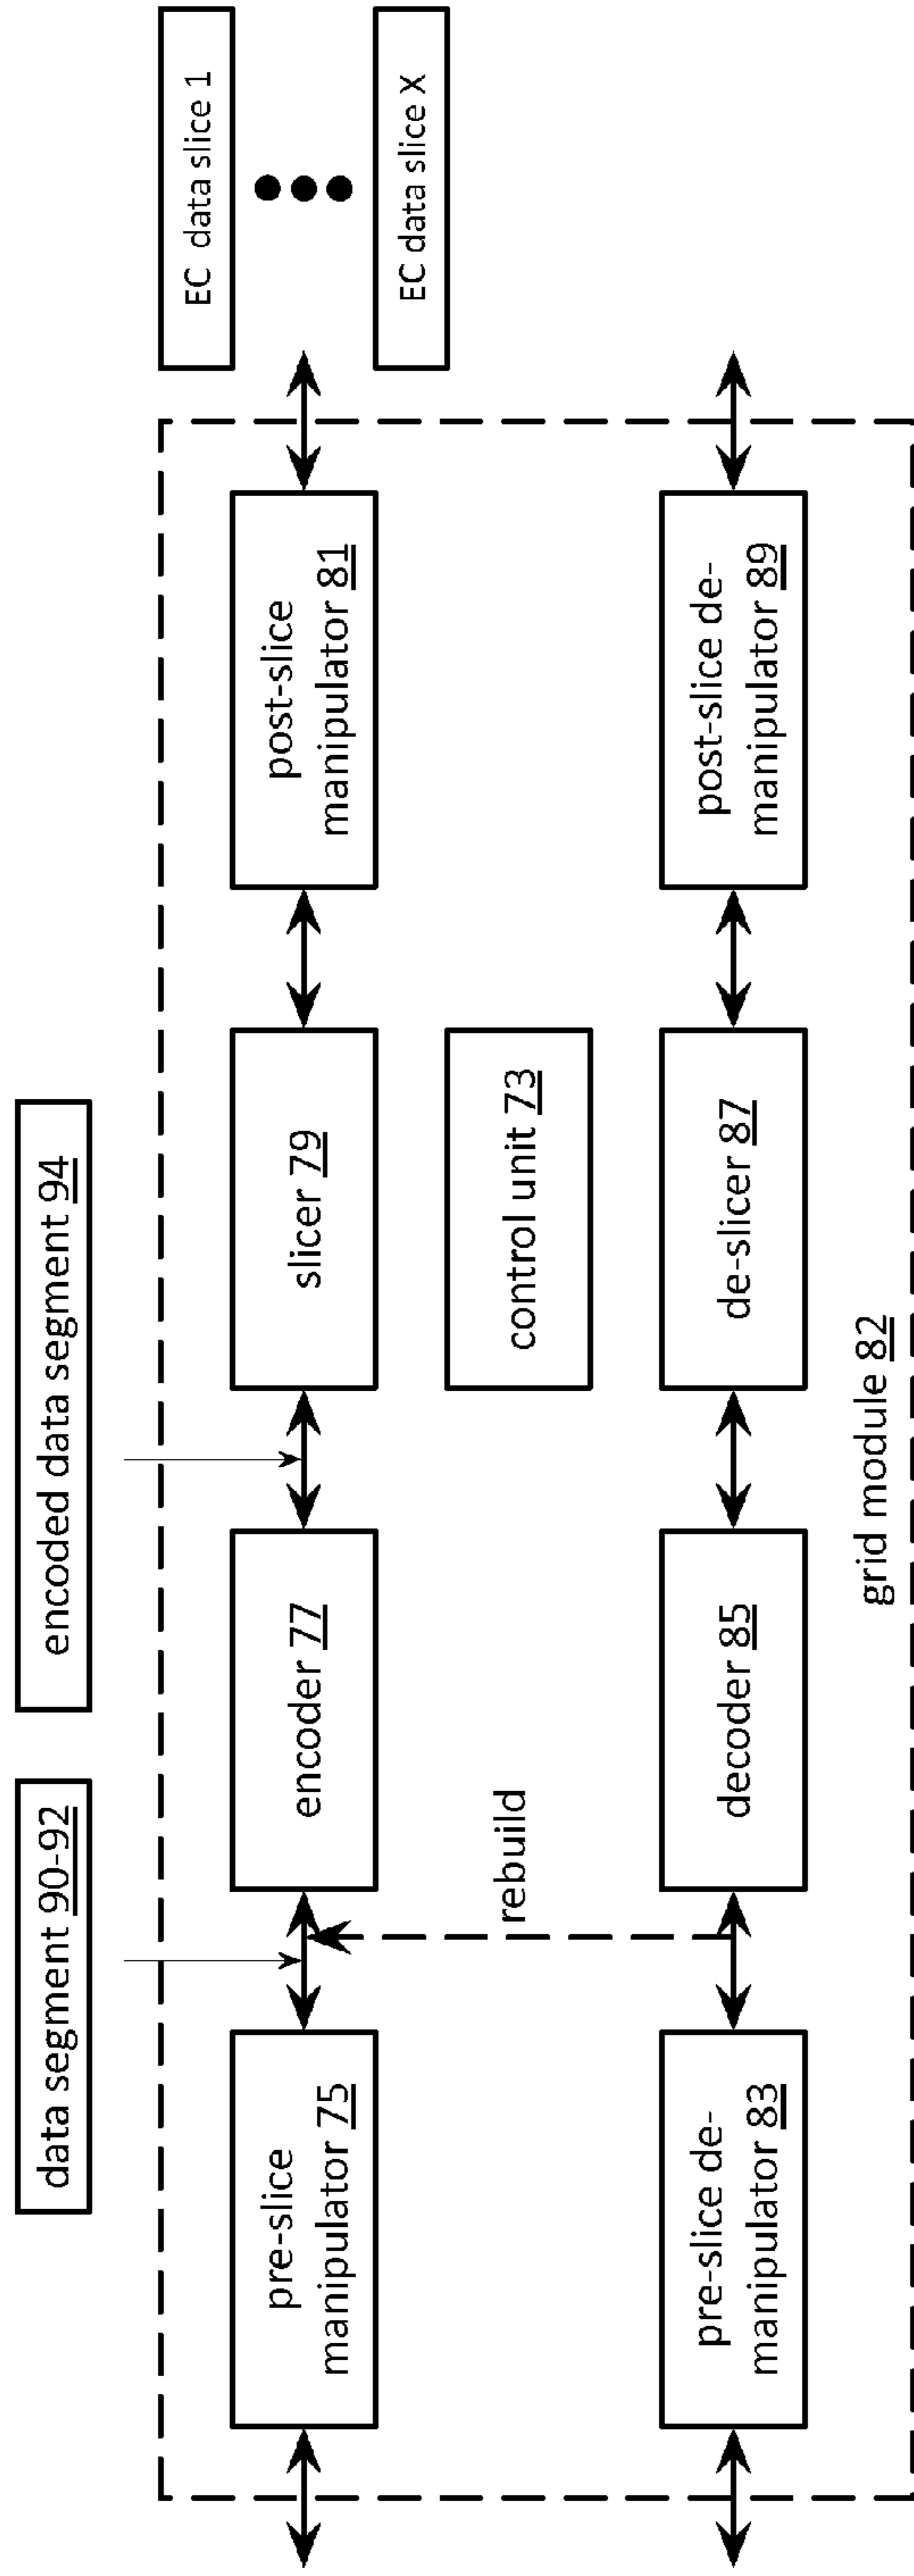 data segment 90-92
encoded data segment 94
pre-slice
manipulator 75
encoder 77
slicer 79
post-slice
manipulator 81
EC data slice 1
EC data slice X
rebuild
control unit 73
pre-slice de-
manipulator 83
decoder 85
de-slicer 87
post-slice de-
manipulator 89
grid module 82